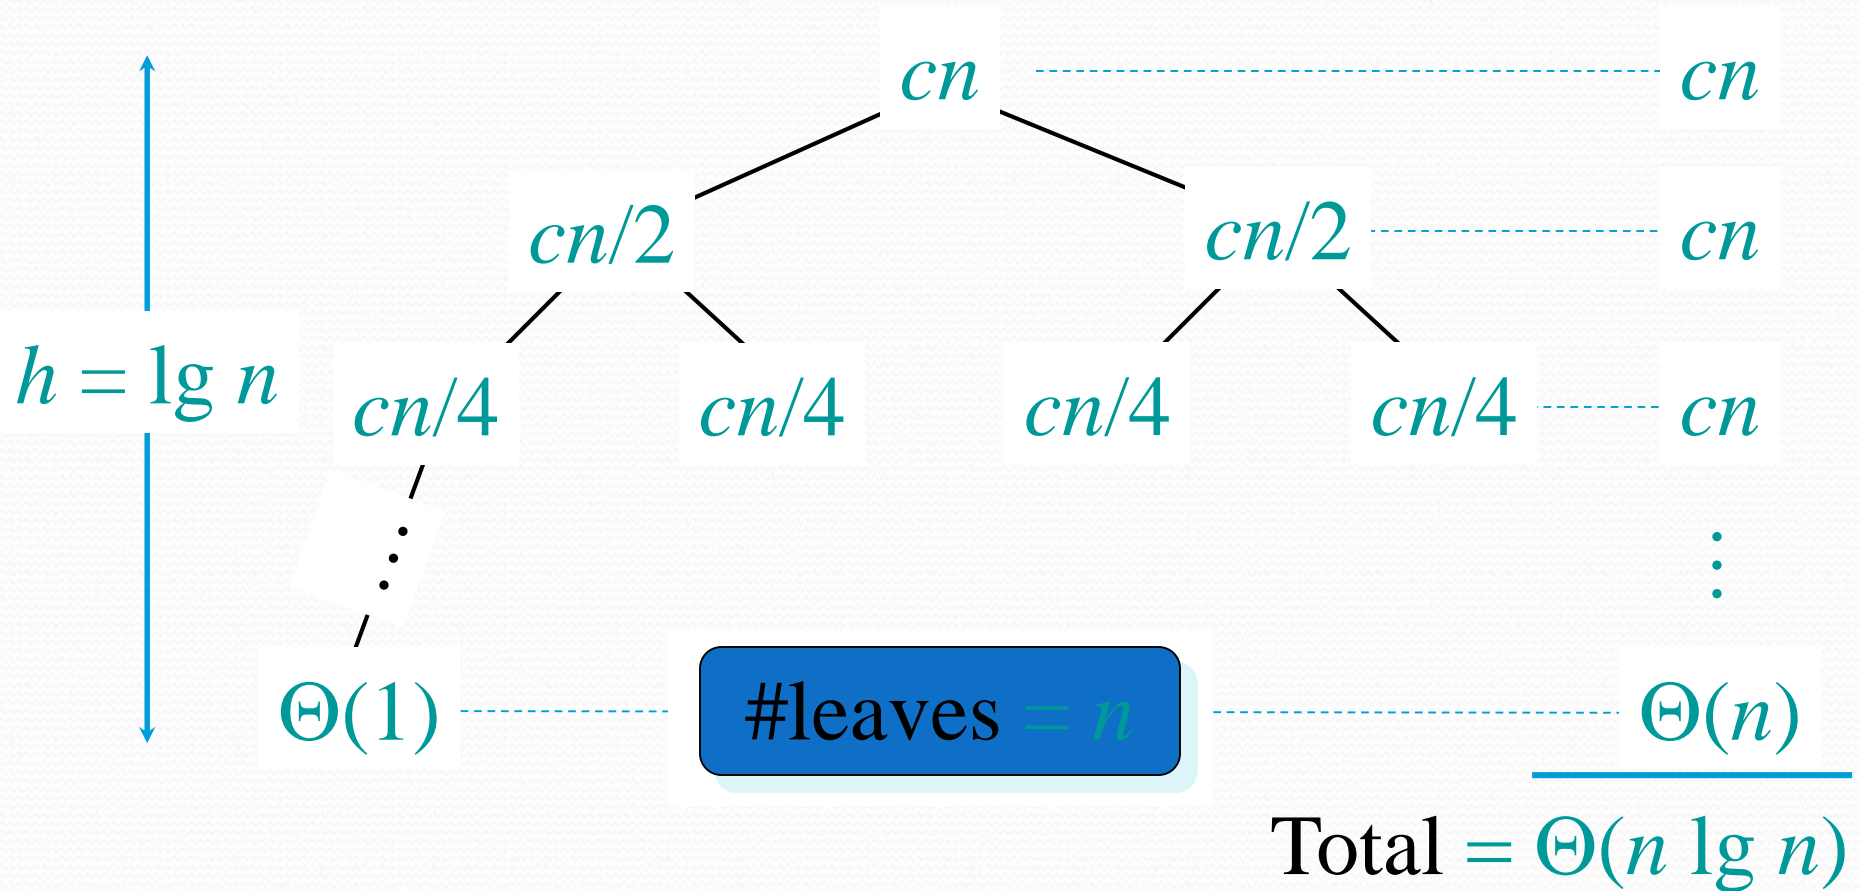 cn cn
cn/2 cn/2 cn
h = lg n cn/4 cn/4 cn/4 cn/4 cn
Θ(1) #leaves = n Θ(n)
Total = Θ(n lg n)